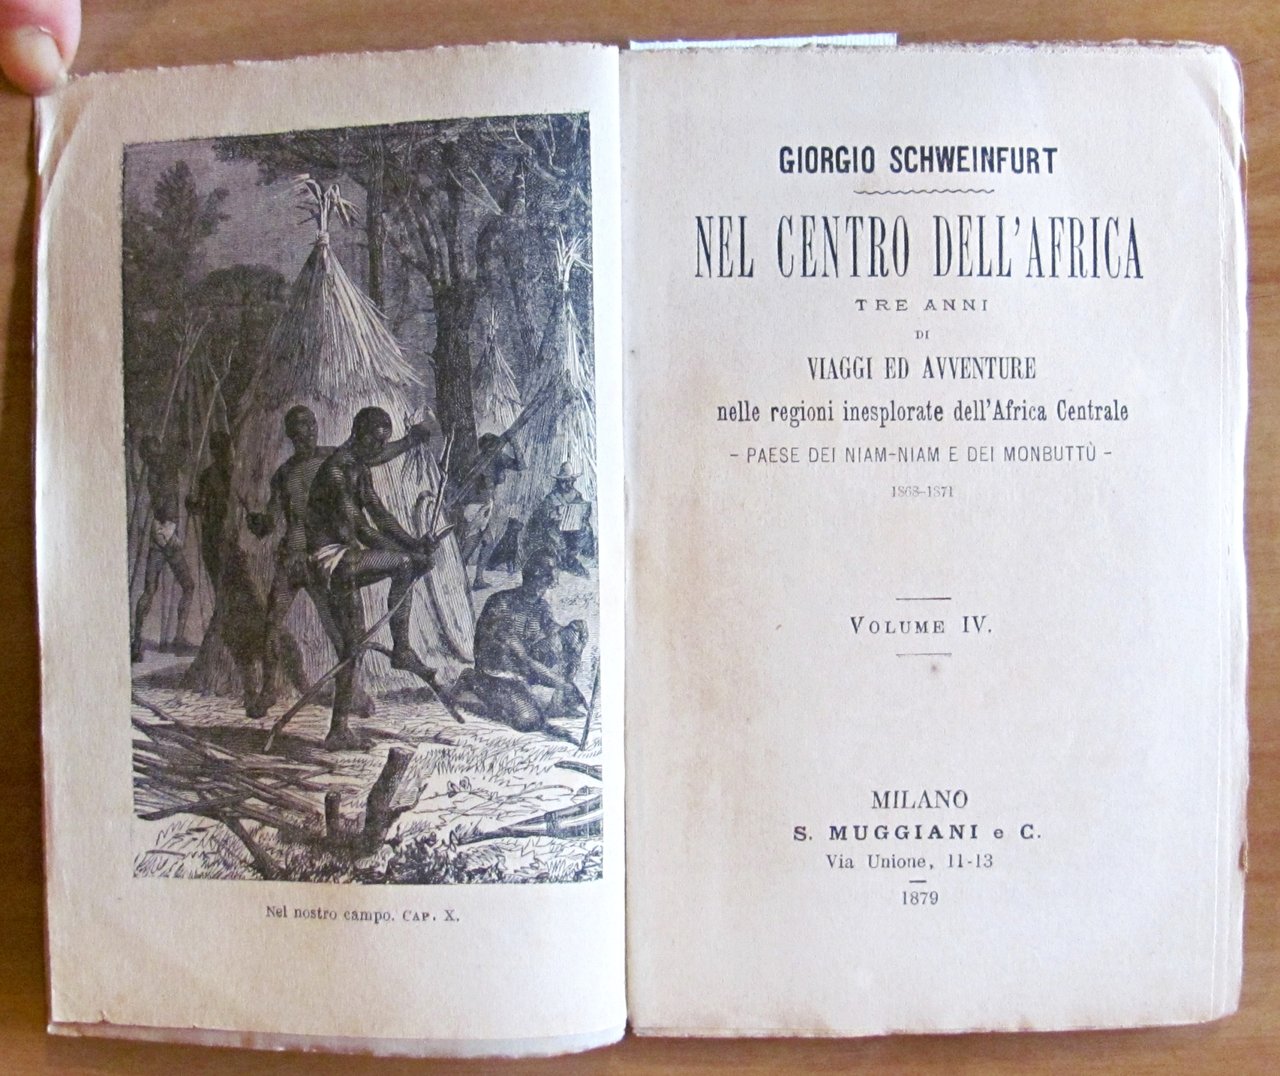 Nel nostro campo. CAP. X.
GIORGIO SCHWEINFURT
NEL CENTRO DELL'AFRICA
TRE ANNI
DI
VIAGGI ED AVVENTURE
nelle regioni inesplorate dell'Africa Centrale
- PAESE DEI NIAM-NIAM E DEI MONBUTTÙ -
1868-1871
VOLUME IV.
MILANO
S. MUGGIANI e C.
Via Unione, 11-13
1879